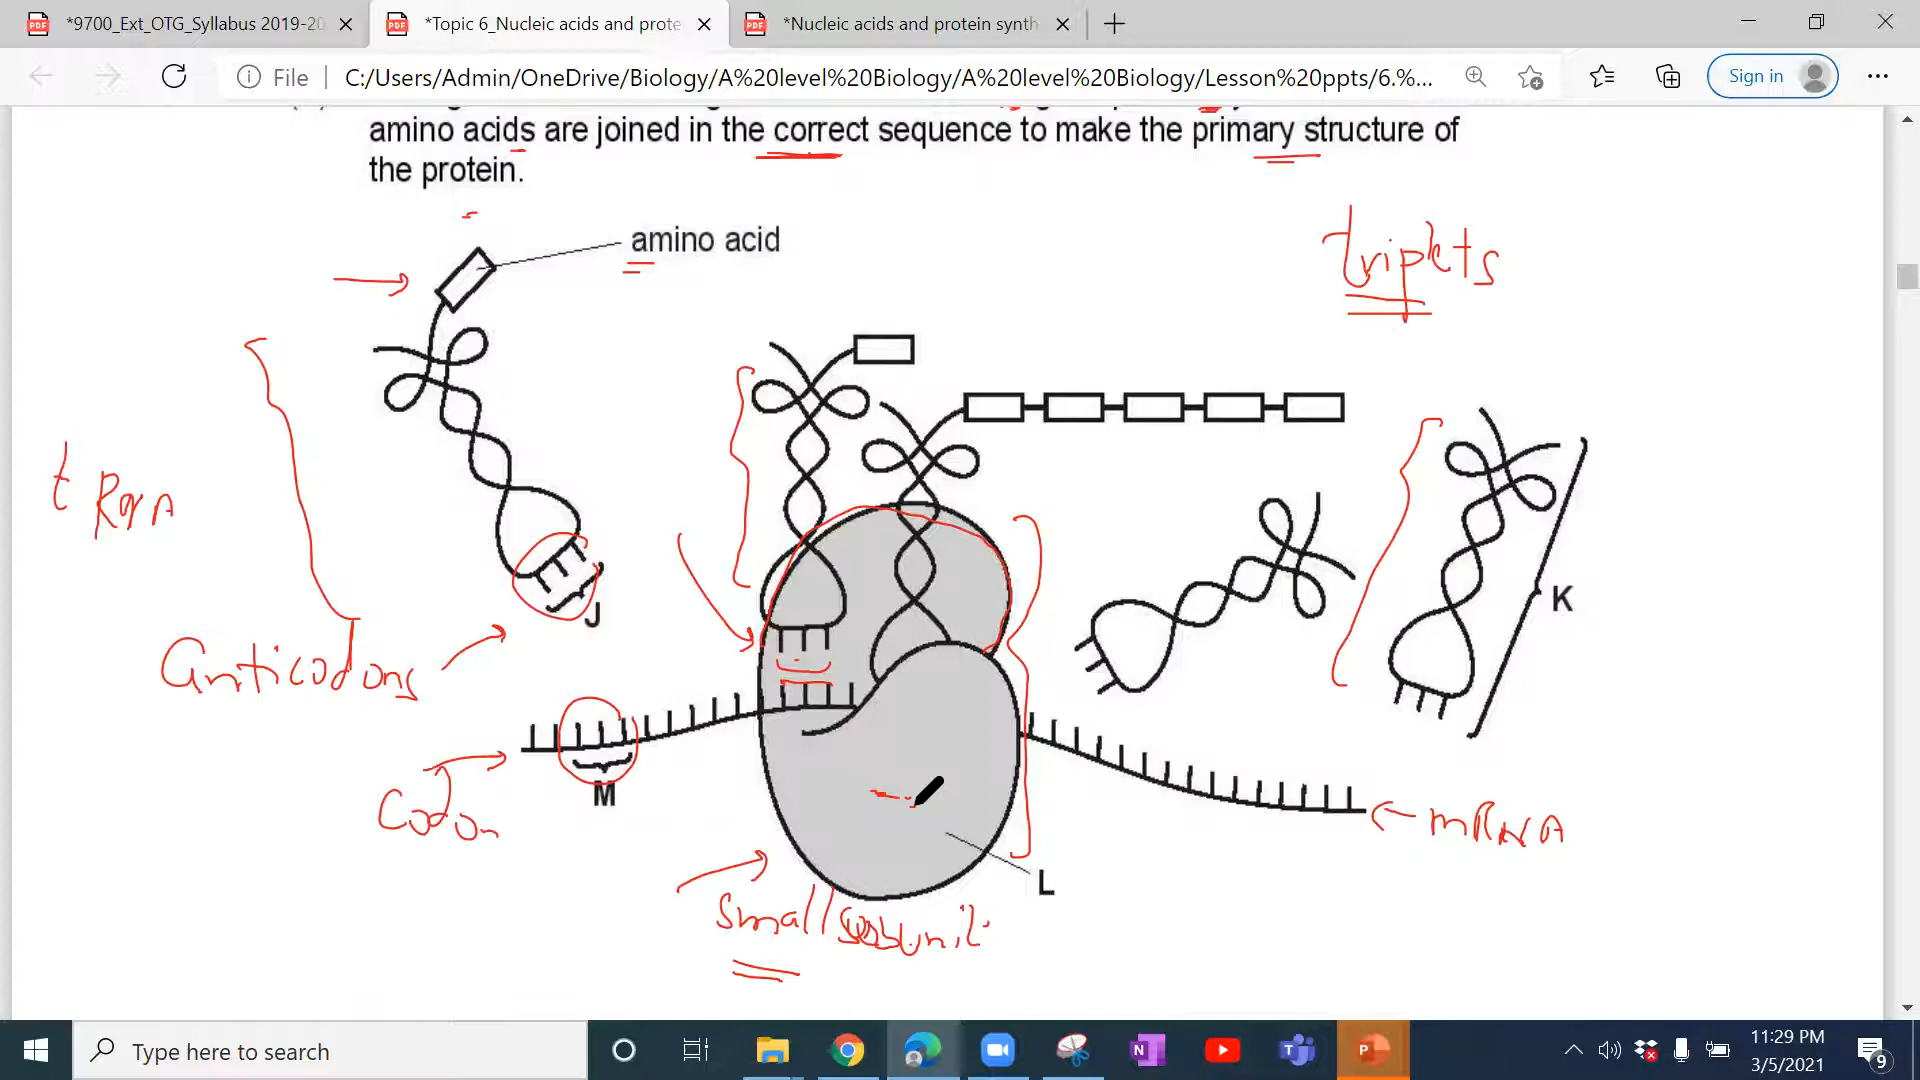 *9700_Ext_OTG_Syllabus 2019-20
*Topic 6_Nucleic acids and prote
*Nucleic acids and protein synth
File
C:/Users/Admin/OneDrive/Biology/A%20level%20Biology/A%20level%20Biology/Lesson%20ppts/6.%...
Sign in
amino acids are joined in the correct sequence to make the primary structure of
the protein.
amino acid
triplets
t RNA
K
J
anticodons
M
codon
mRNA
L
small subunit
Type here to search
11:29 PM
3/5/2021
9